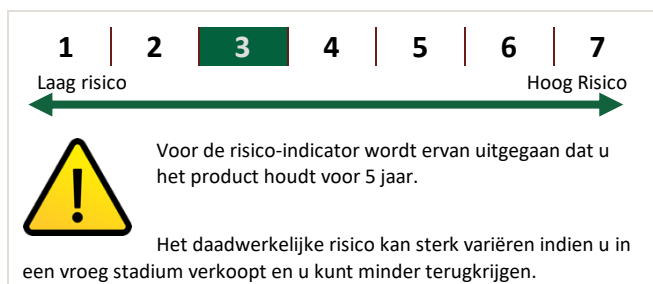 1 2 3 4 5 6 7
Laag risico Hoog Risico
Voor de risico-indicator wordt ervan uitgegaan dat u
het product houdt voor 5 jaar.
Het daadwerkelijke risico kan sterk variëren indien u in
een vroeg stadium verkoopt en u kunt minder terugkrijgen.